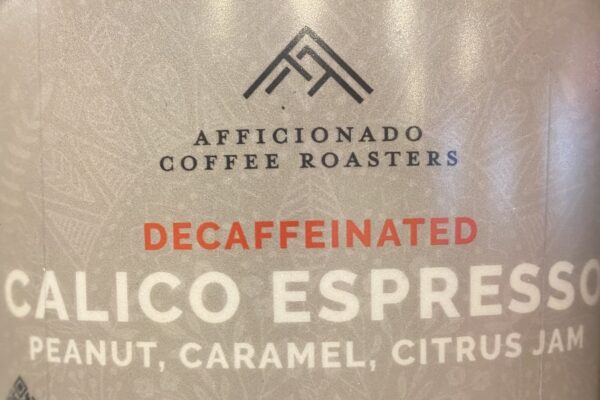 AFFICIONADO
COFFEE ROASTERS
DECAFFEINATED
CALICO ESPRESSO
PEANUT, CARAMEL, CITRUS JAM